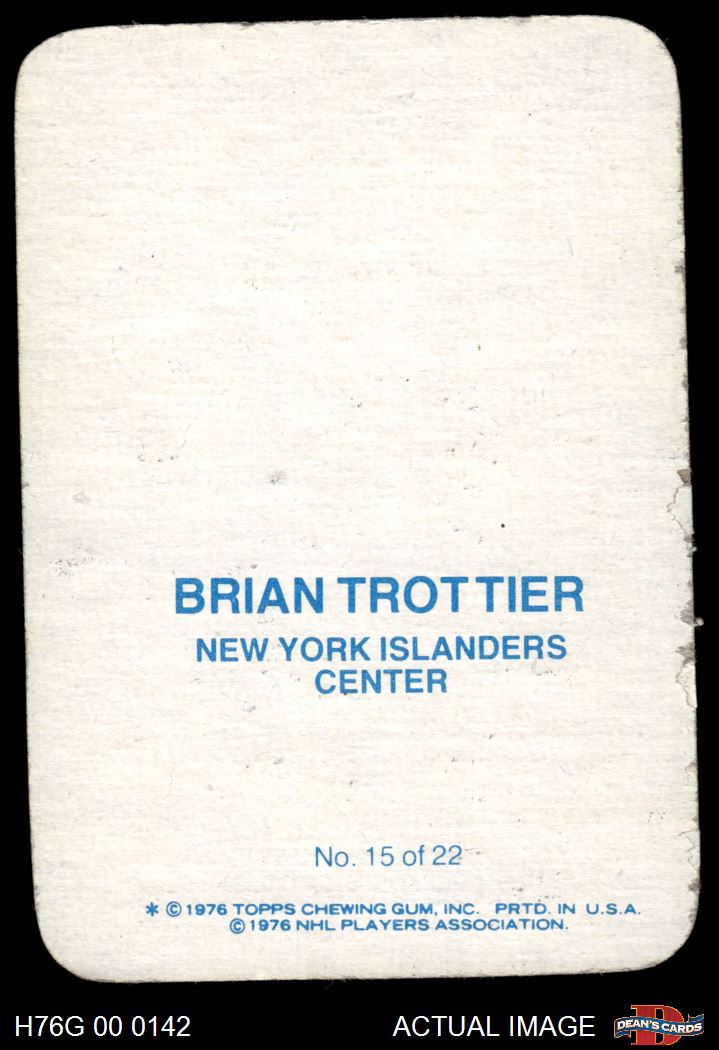 BRIAN TROTTIER
NEW YORK ISLANDERS
CENTER
No. 15 of 22
* © 1976 TOPPS CHEWING GUM, INC. PRTD. IN U.S.A.
© 1976 NHL PLAYERS ASSOCIATION.
H76G 00 0142
ACTUAL IMAGE
D
DEAN'S CARDS